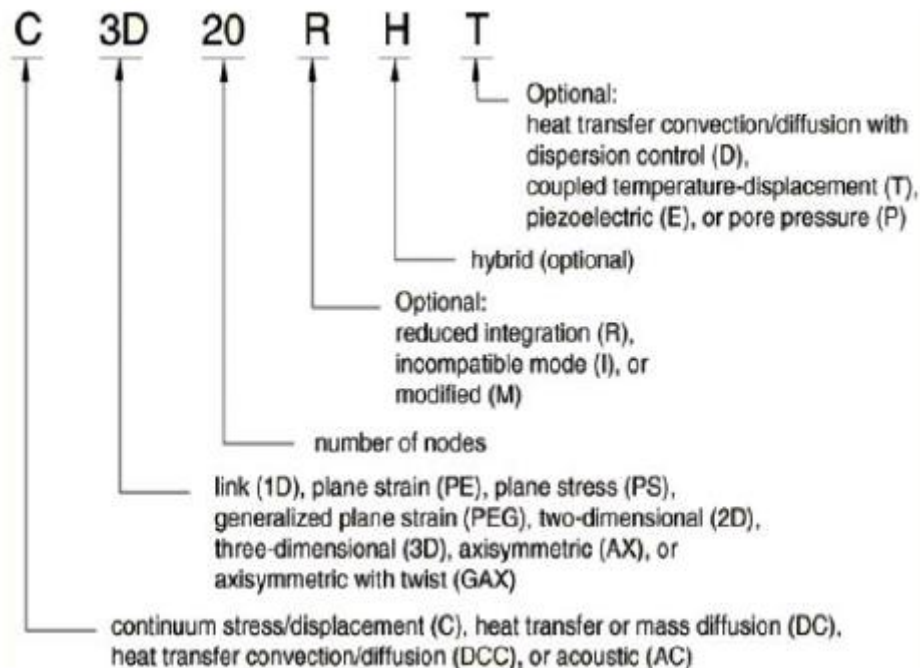 C 3D 20 R H T
Optional:
heat transfer convection/diffusion with
dispersion control (D),
coupled temperature-displacement (T),
piezoelectric (E), or pore pressure (P)
hybrid (optional)
Optional:
reduced integration (R),
incompatible mode (I), or
modified (M)
number of nodes
link (1D), plane strain (PE), plane stress (PS),
generalized plane strain (PEG), two-dimensional (2D),
three-dimensional (3D), axisymmetric (AX), or
axisymmetric with twist (GAX)
continuum stress/displacement (C), heat transfer or mass diffusion (DC),
heat transfer convection/diffusion (DCC), or acoustic (AC)